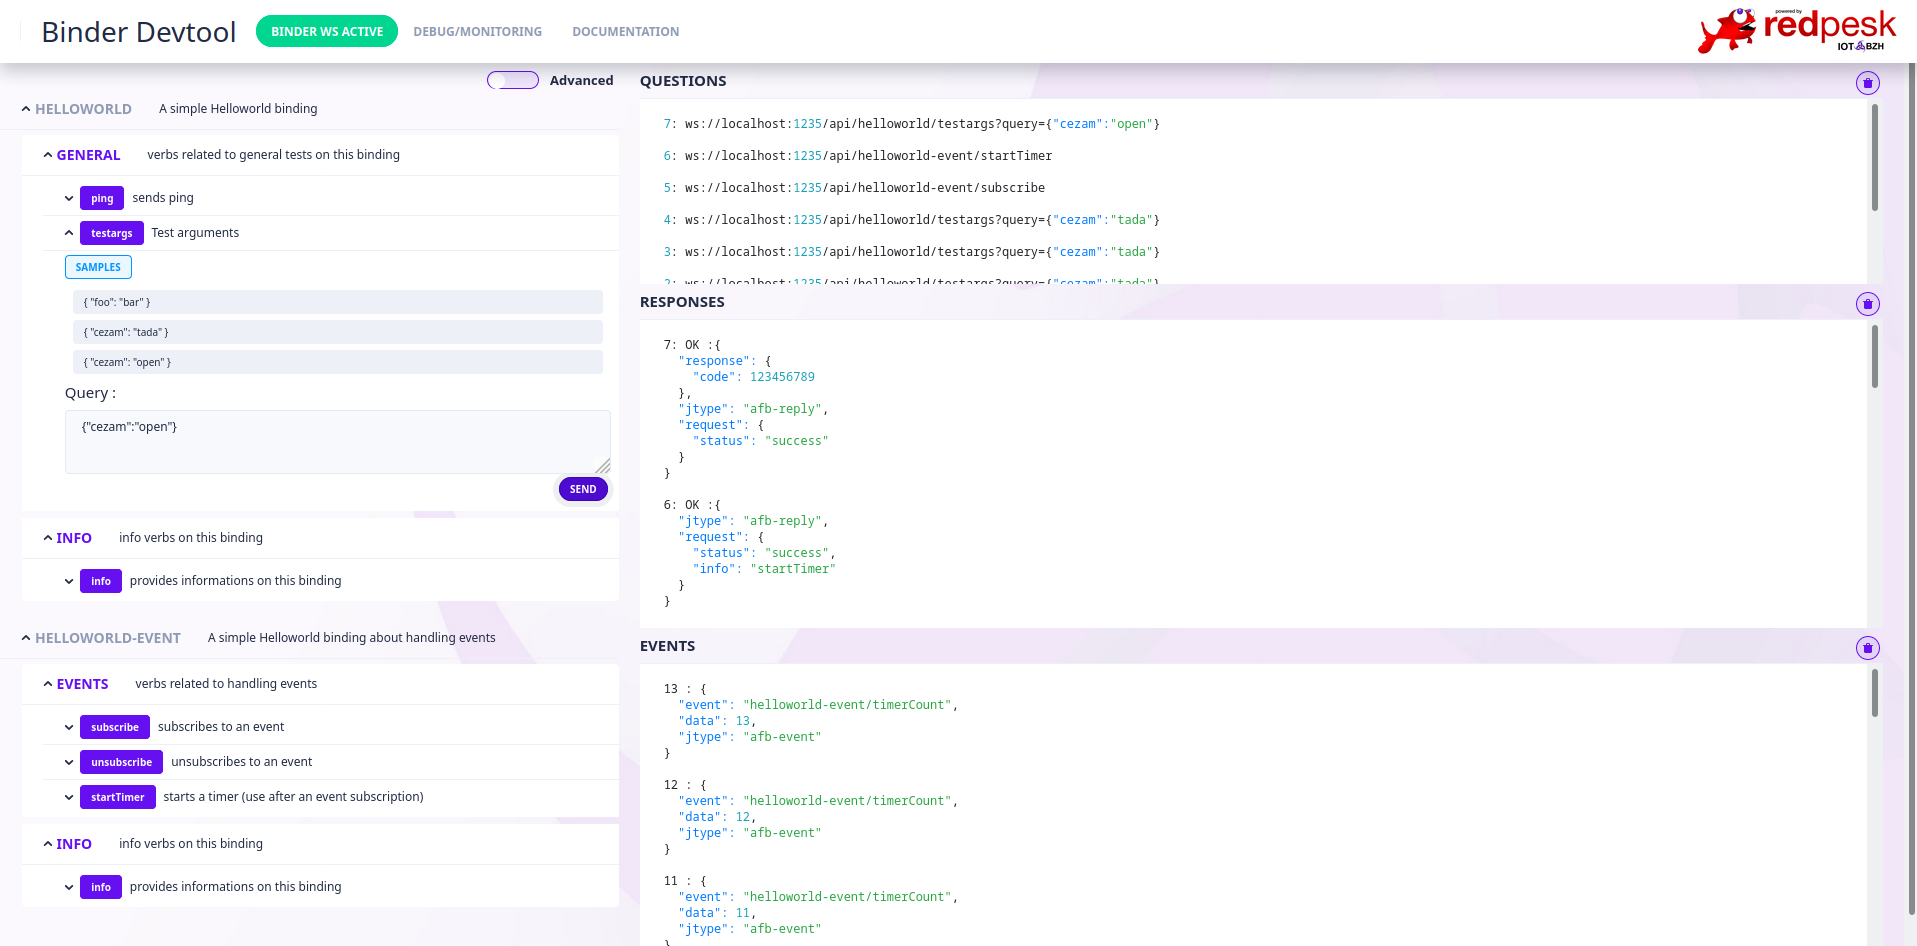 Binder Devtool
BINDER WS ACTIVE
DEBUG/MONITORING
DOCUMENTATION
powered by
redpesk
IOT BZH
Advanced
HELLOWORLD A simple Helloworld binding
GENERAL verbs related to general tests on this binding
ping sends ping
testargs Test arguments
SAMPLES
{ "foo": "bar" }
{ "cezam": "tada" }
{ "cezam": "open" }
Query :
{"cezam":"open"}
SEND
INFO info verbs on this binding
info provides informations on this binding
HELLOWORLD-EVENT A simple Helloworld binding about handling events
EVENTS verbs related to handling events
subscribe subscribes to an event
unsubscribe unsubscribes to an event
startTimer starts a timer (use after an event subscription)
INFO info verbs on this binding
info provides informations on this binding
QUESTIONS
7: ws://localhost:1235/api/helloworld/testargs?query={"cezam":"open"}
6: ws://localhost:1235/api/helloworld-event/startTimer
5: ws://localhost:1235/api/helloworld-event/subscribe
4: ws://localhost:1235/api/helloworld/testargs?query={"cezam":"tada"}
3: ws://localhost:1235/api/helloworld/testargs?query={"cezam":"tada"}
2: ws://localhost:1235/api/helloworld/testargs?query={"cezam":"tada"}
RESPONSES
7: OK :{
"response": {
"code": 123456789
},
"jtype": "afb-reply",
"request": {
"status": "success"
}
}
6: OK :{
"jtype": "afb-reply",
"request": {
"status": "success",
"info": "startTimer"
}
}
EVENTS
13 : {
"event": "helloworld-event/timerCount",
"data": 13,
"jtype": "afb-event"
}
12 : {
"event": "helloworld-event/timerCount",
"data": 12,
"jtype": "afb-event"
}
11 : {
"event": "helloworld-event/timerCount",
"data": 11,
"jtype": "afb-event"
}